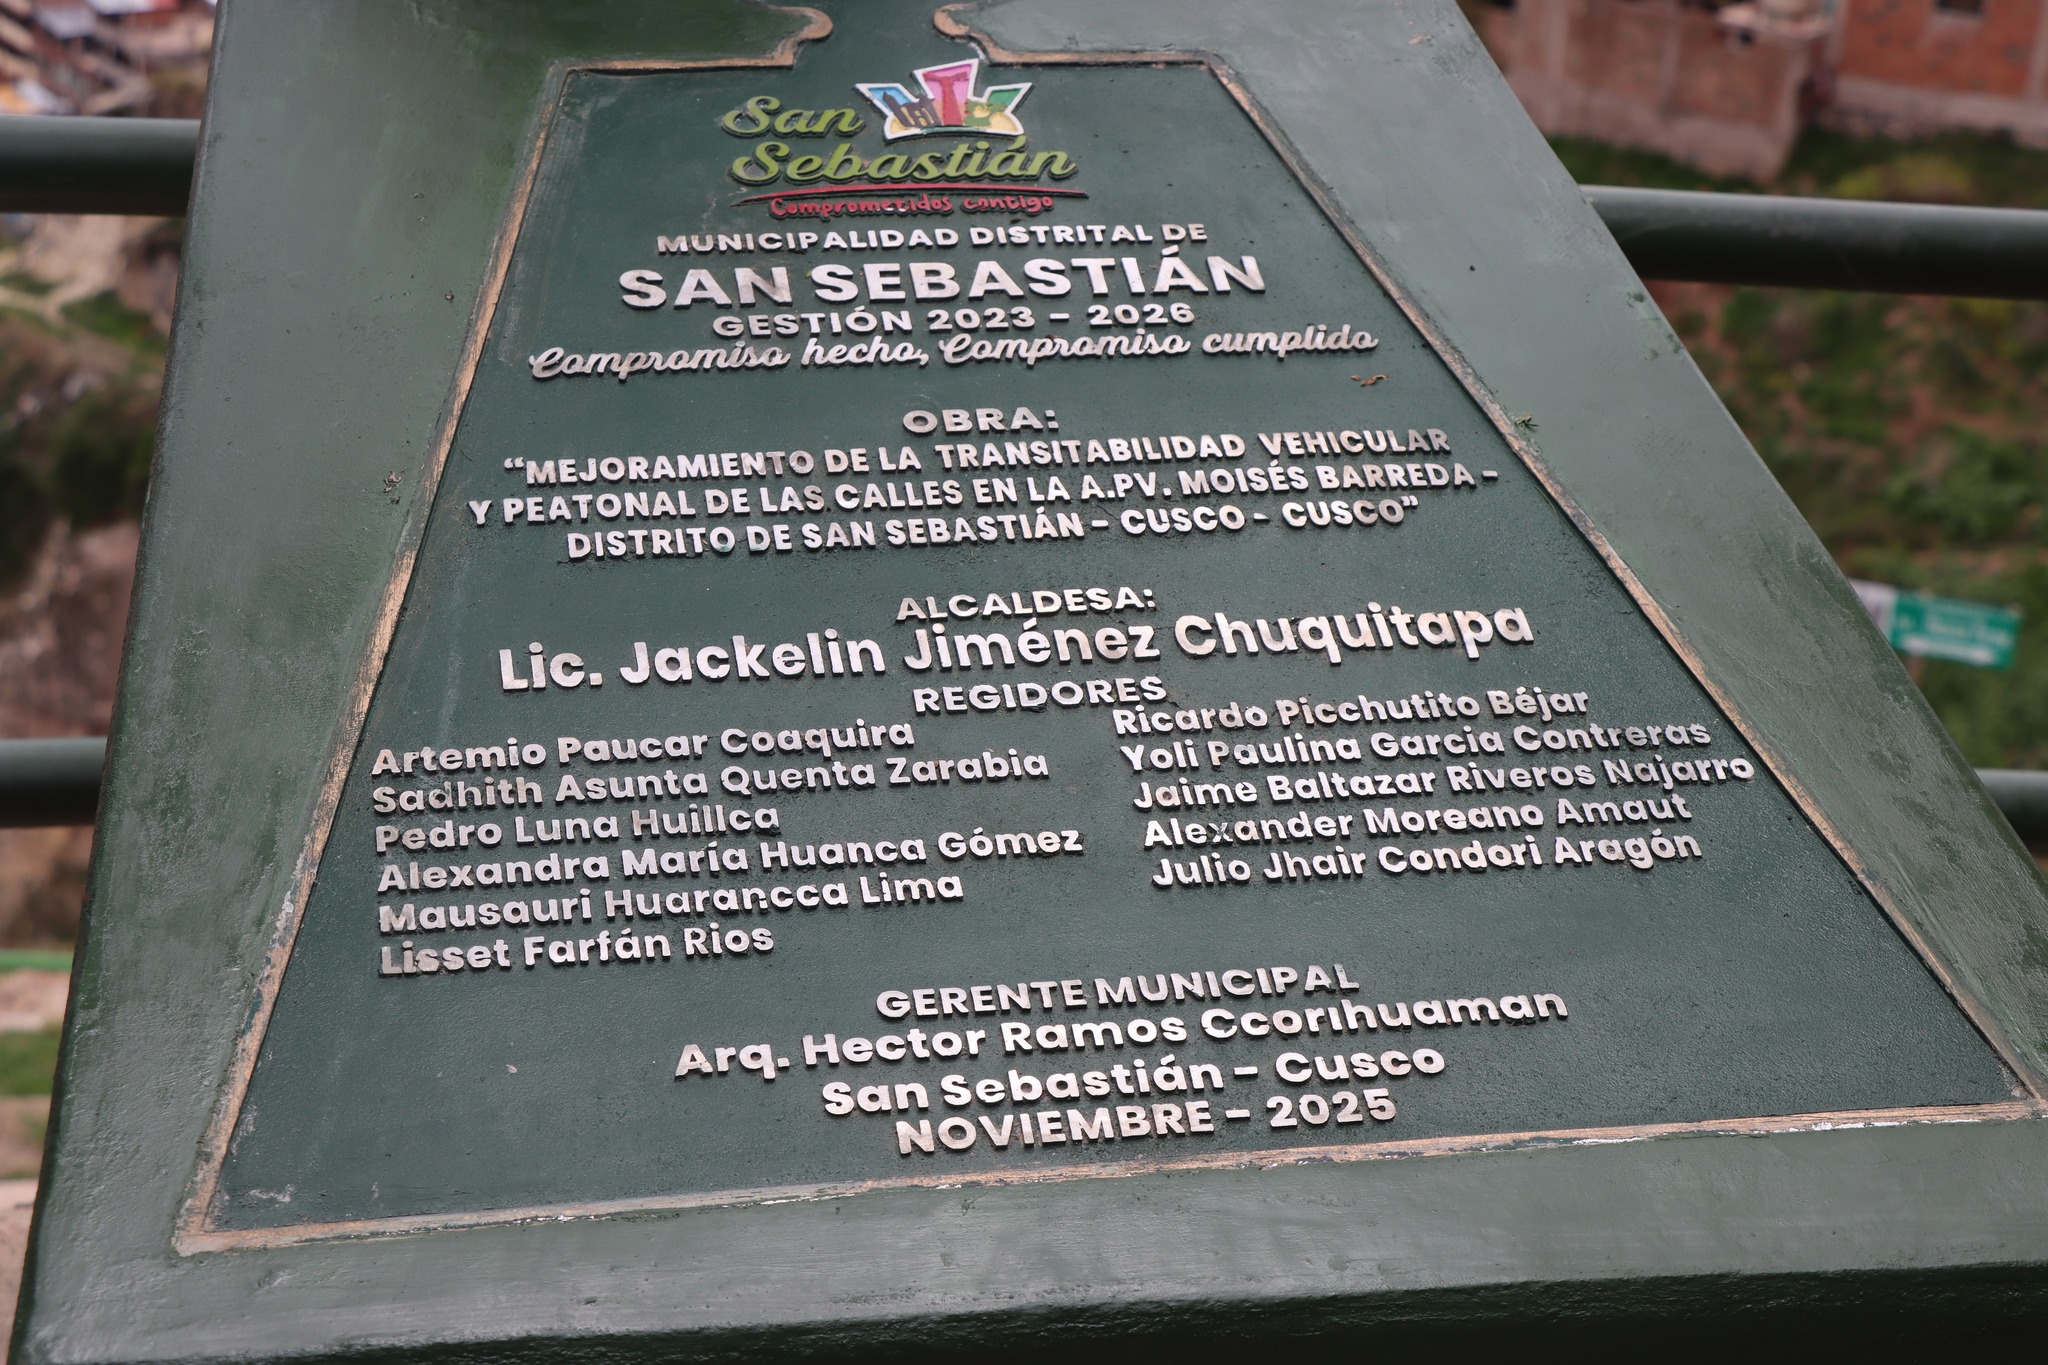 San
Sebastián
Comprometidos contigo
MUNICIPALIDAD DISTRITAL DE
SAN SEBASTIÁN
GESTIÓN 2023 - 2026
Compromiso hecho, Compromiso cumplido
OBRA:
“MEJORAMIENTO DE LA TRANSITABILIDAD VEHICULAR
Y PEATONAL DE LAS CALLES EN LA A.PV. MOISÉS BARREDA -
DISTRITO DE SAN SEBASTIÁN - CUSCO - CUSCO”
ALCALDESA:
Lic. Jackelin Jiménez Chuquitapa
REGIDORES
Artemio Paucar Coaquira
Sadhith Asunta Quenta Zarabia
Pedro Luna Huillca
Alexandra María Huanca Gómez
Mausauri Huarancca Lima
Lisset Farfán Rios
Ricardo Picchutito Béjar
Yoli Paulina Garcia Contreras
Jaime Baltazar Riveros Najarro
Alexander Moreano Amaut
Julio Jhair Condori Aragón
GERENTE MUNICIPAL
Arq. Hector Ramos Ccorihuaman
San Sebastián - Cusco
NOVIEMBRE - 2025